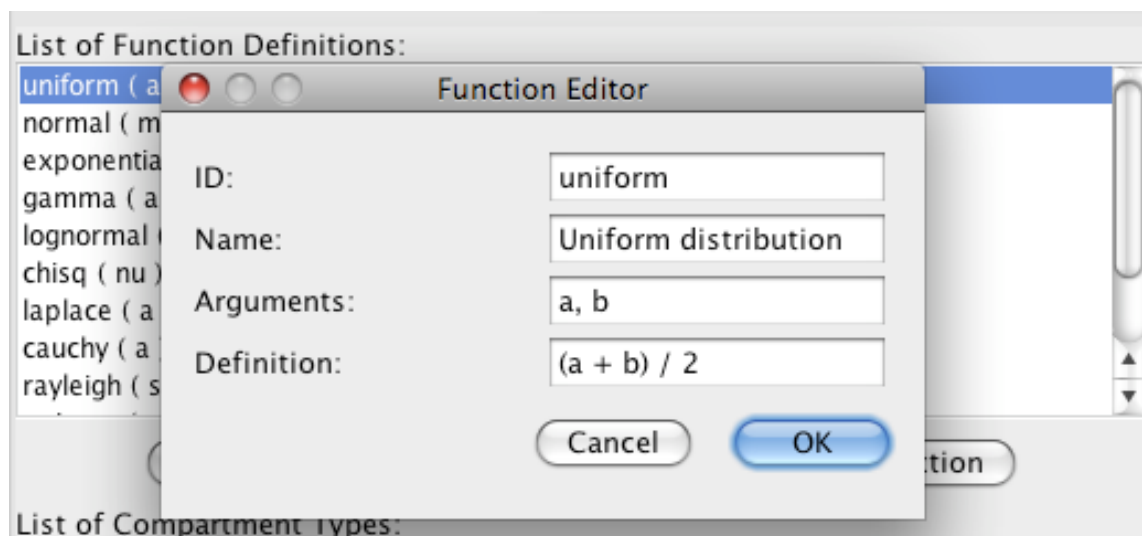 List of Function Definitions:
uniform ( a
Function Editor
normal ( m
exponentia
gamma ( a
lognormal (
chisq ( nu )
laplace ( a
cauchy ( a )
rayleigh ( s
ID:
uniform
Name:
Uniform distribution
Arguments:
a, b
Definition:
(a + b) / 2
Cancel
OK
ction
List of Compartment Types: